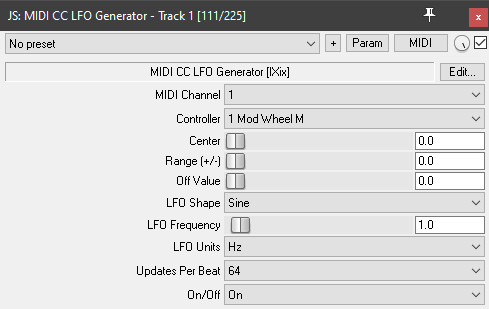 JS: MIDI CC LFO Generator - Track 1 [111/225]
No preset + Param MIDI
MIDI CC LFO Generator [IXix] Edit...
MIDI Channel 1
Controller 1 Mod Wheel M
Center 0.0
Range (+/-) 0.0
Off Value 0.0
LFO Shape Sine
LFO Frequency 1.0
LFO Units Hz
Updates Per Beat 64
On/Off On